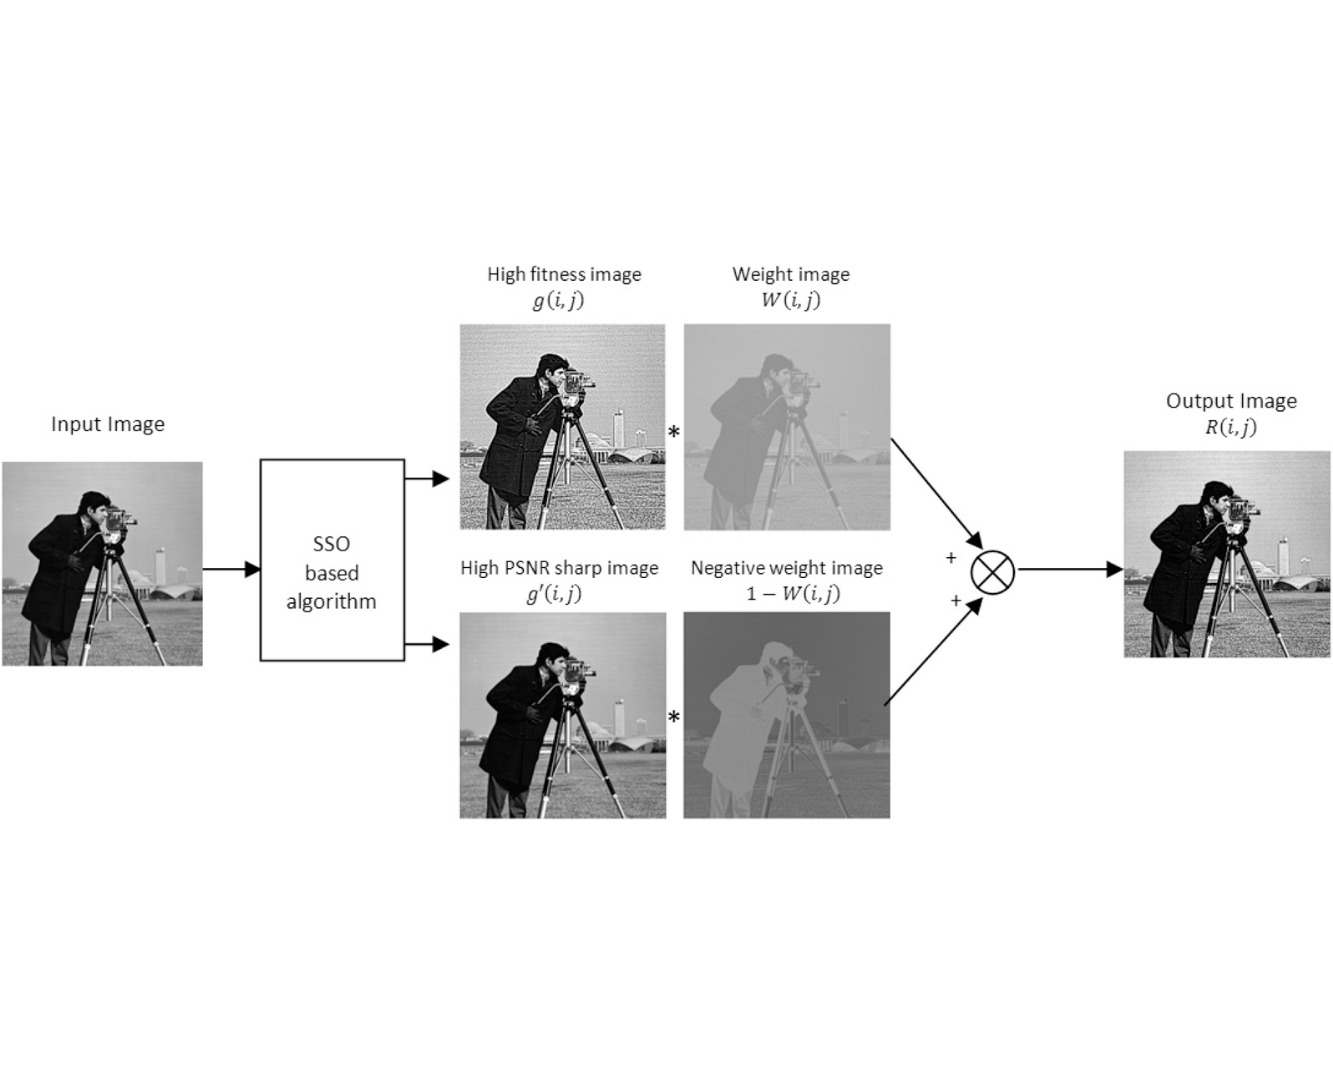 High fitness image
g(i, j)
Weight image
W(i, j)
Input Image
SSO
based
algorithm
*
High PSNR sharp image
g′(i, j)
Negative weight image
1 − W(i, j)
*
+
+
Output Image
R(i, j)